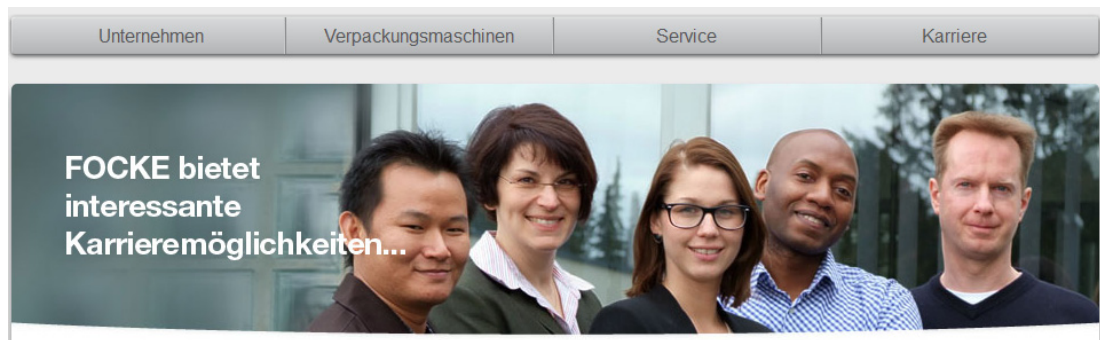 Unternehmen Verpackungsmaschinen Service Karriere
FOCKE bietet
interessante
Karrieremöglichkeiten...